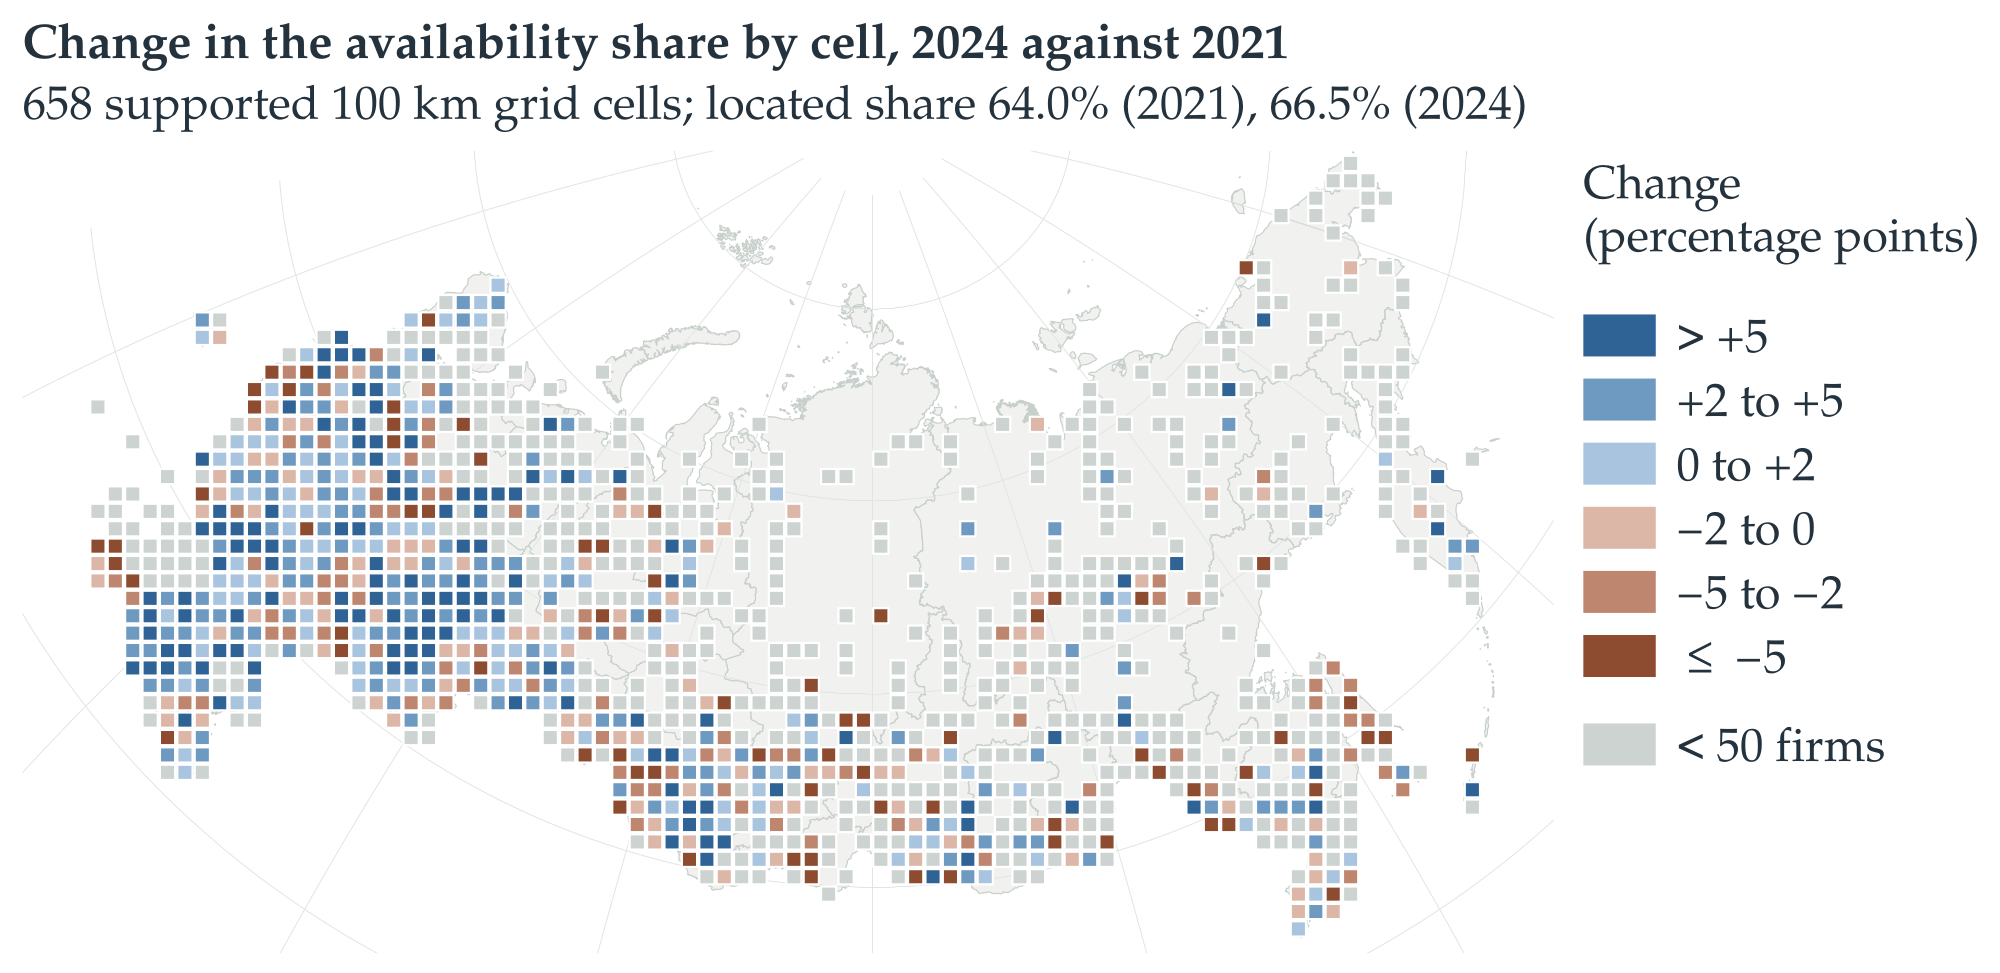 Change in the availability share by cell, 2024 against 2021
658 supported 100 km grid cells; located share 64.0% (2021), 66.5% (2024)
Change
(percentage points)
> +5
+2 to +5
0 to +2
−2 to 0
−5 to −2
≤ −5
< 50 firms